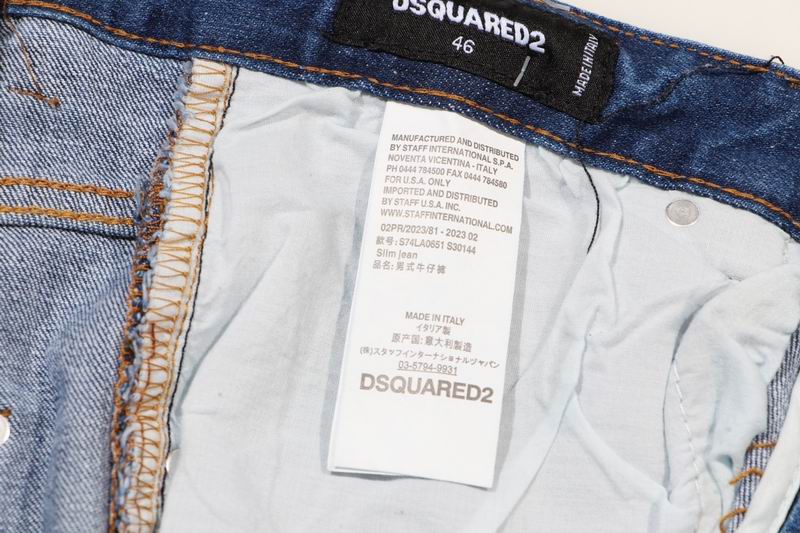 DSQUARED2
46
MADE IN ITALY
MANUFACTURED AND DISTRIBUTED
BY STAFF INTERNATIONAL S.P.A.
NOVENTA VICENTINA - ITALY
PH 0444 784500 FAX 0444 784580
FOR U.S.A. ONLY
IMPORTED AND DISTRIBUTED
BY STAFF U.S.A. INC.
WWW.STAFFINTERNATIONAL.COM
02PR/2023/81 - 2023 02
款号: S74LA0651 S30144
Slim jean
品名: 男式牛仔裤
MADE IN ITALY
イタリア製
原产国: 意大利製造
(株)スタッフインターナショナルジャパン
03-5794-9931
DSQUARED2